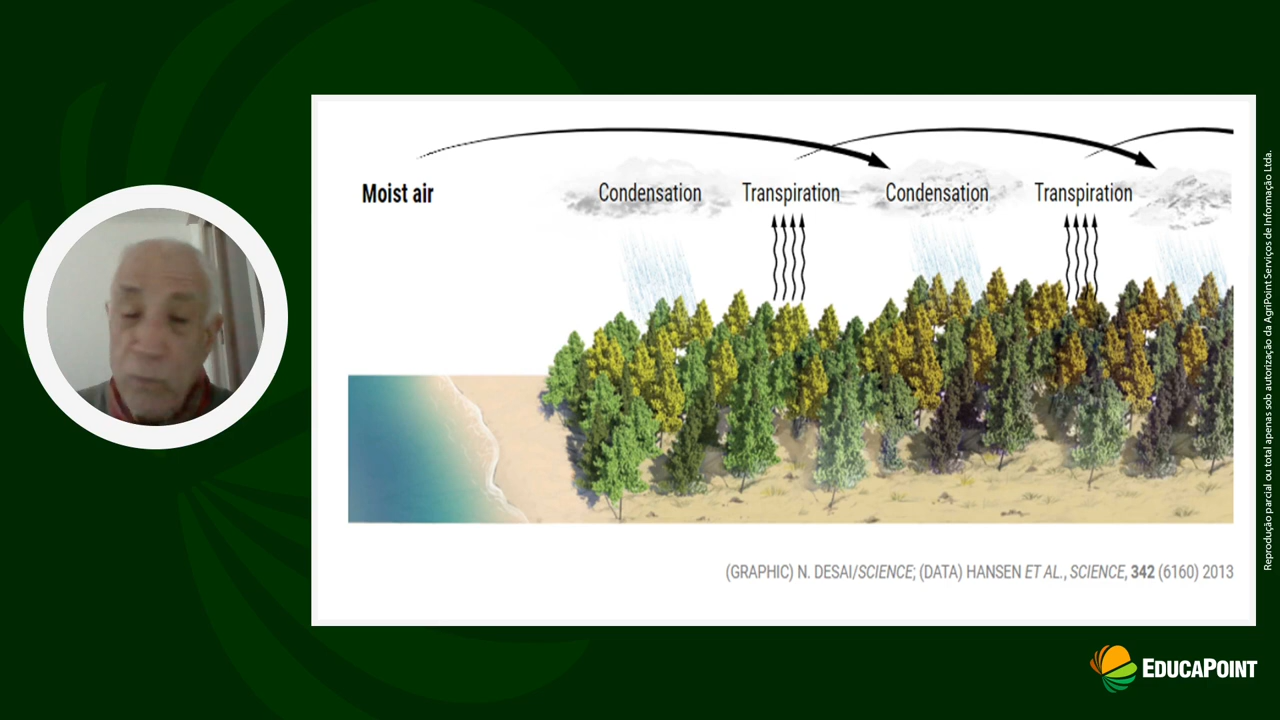 Moist air
Condensation
Transpiration
Condensation
Transpiration
(GRAPHIC) N. DESAI/SCIENCE; (DATA) HANSEN ET AL., SCIENCE, 342 (6160) 2013
Reprodução parcial ou total apenas sob autorização da AgriPoint Serviços de Informação Ltda.
EDUCAPOINT